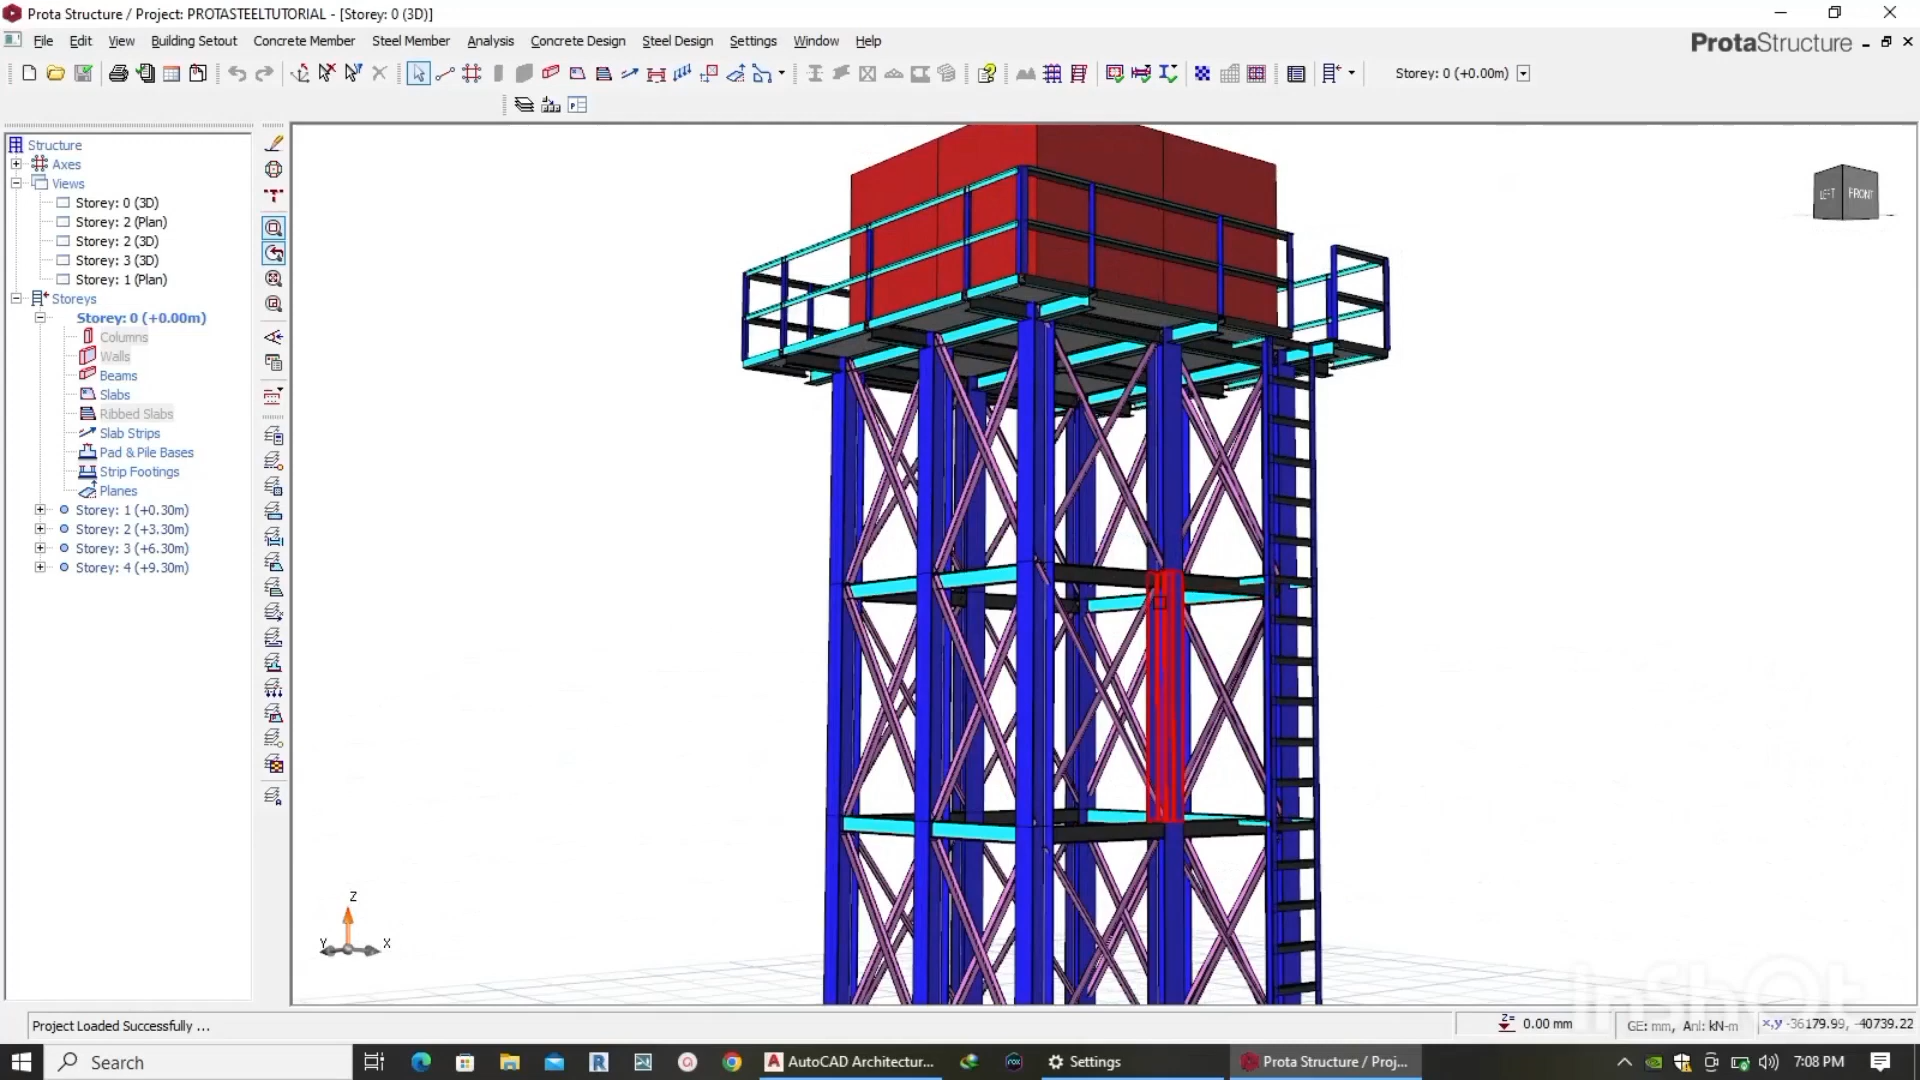 Prota Structure / Project: PROTASTEELTUTORIAL - [Storey: 0 (3D)]
File Edit View Building Setout Concrete Member Steel Member Analysis Concrete Design Steel Design Settings Window Help
ProtaStructure
Storey: 0 (+0.00m)
Structure
Axes
Views
Storey: 0 (3D)
Storey: 2 (Plan)
Storey: 2 (3D)
Storey: 3 (3D)
Storey: 1 (Plan)
Storeys
Storey: 0 (+0.00m)
Columns
Walls
Beams
Slabs
Ribbed Slabs
Slab Strips
Pad & Pile Bases
Strip Footings
Planes
Storey: 1 (+0.30m)
Storey: 2 (+3.30m)
Storey: 3 (+6.30m)
Storey: 4 (+9.30m)
LEFT FRONT
Z
Y X
InShOt
Project Loaded Successfully ...
Z= 0.00 mm
GE: mm, Anl: kN-m
x,y -36179.99, -40739.22
Search
AutoCAD Architectur...
Settings
Prota Structure / Proj...
7:08 PM